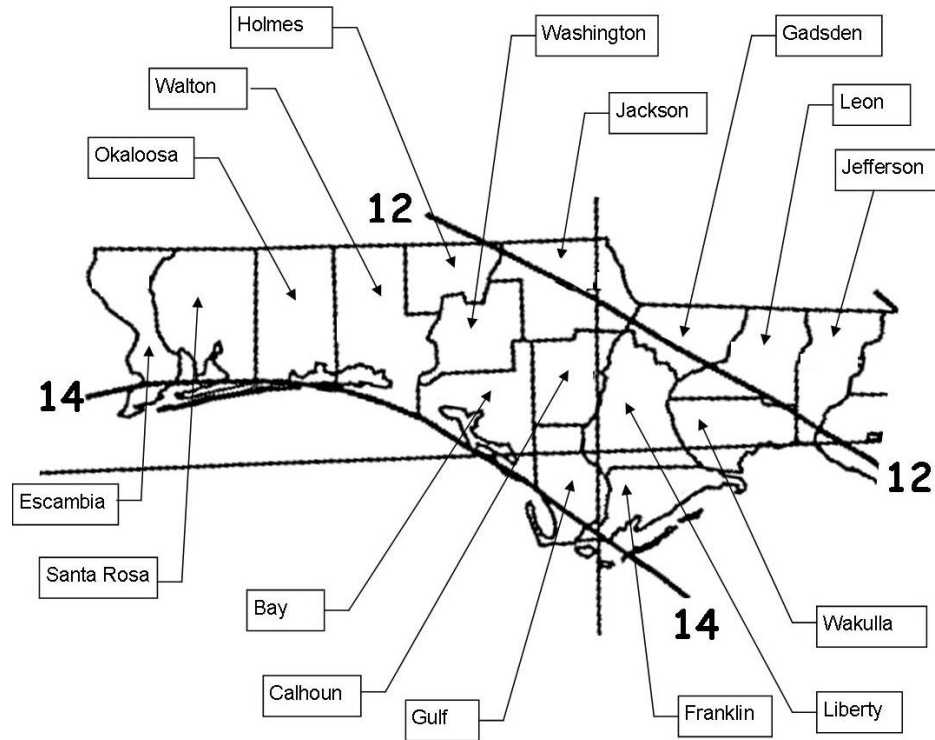 Holmes
Washington
Gadsden
Walton
Jackson
Leon
Okaloosa
Jefferson
12
14
12
Escambia
Santa Rosa
Bay
14
Wakulla
Calhoun
Gulf
Franklin
Liberty